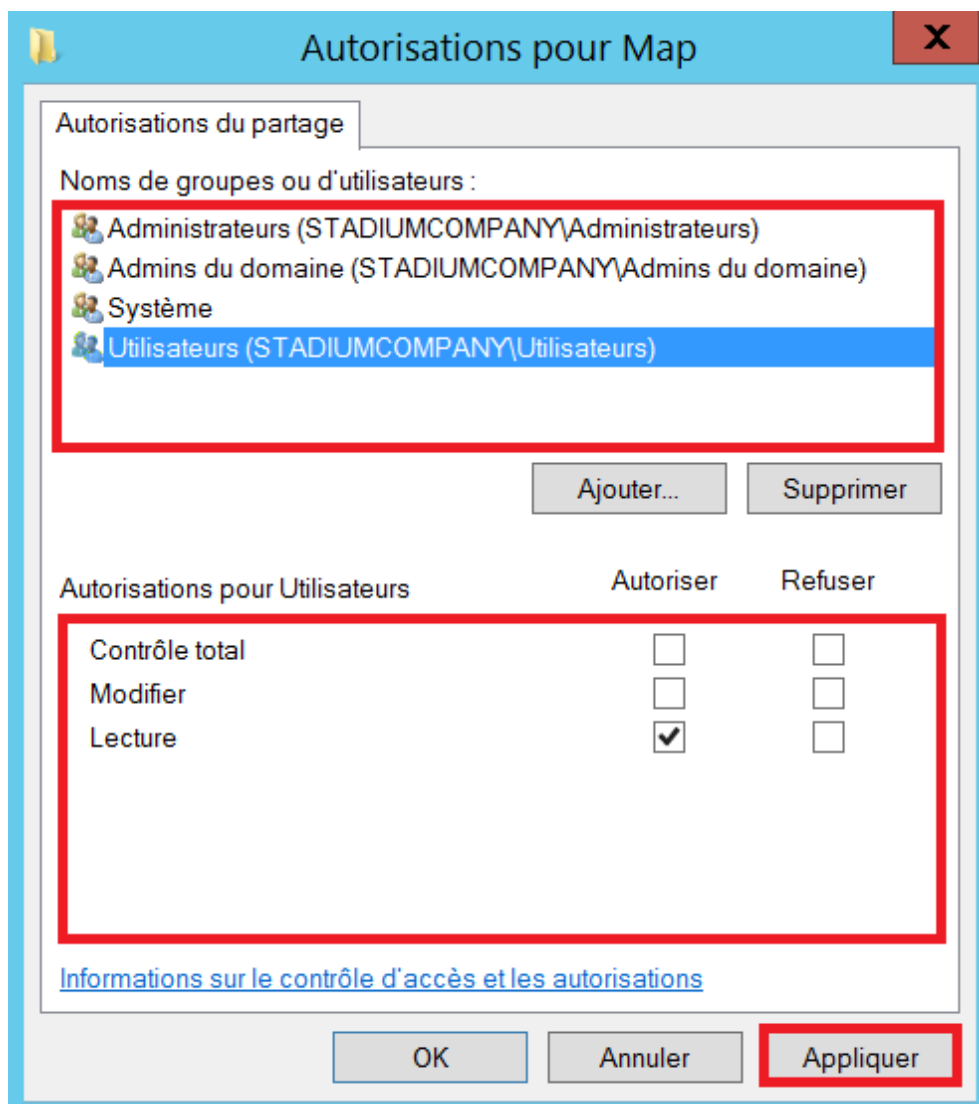 Autorisations pour Map
X
Autorisations du partage
Noms de groupes ou d'utilisateurs :
Administrateurs (STADIUMCOMPANY\Administrateurs)
Admins du domaine (STADIUMCOMPANY\Admins du domaine)
Système
Utilisateurs (STADIUMCOMPANY\Utilisateurs)
Ajouter... Supprimer
Autorisations pour Utilisateurs Autoriser Refuser
Contrôle total
Modifier
Lecture
Informations sur le contrôle d'accès et les autorisations
OK Annuler Appliquer